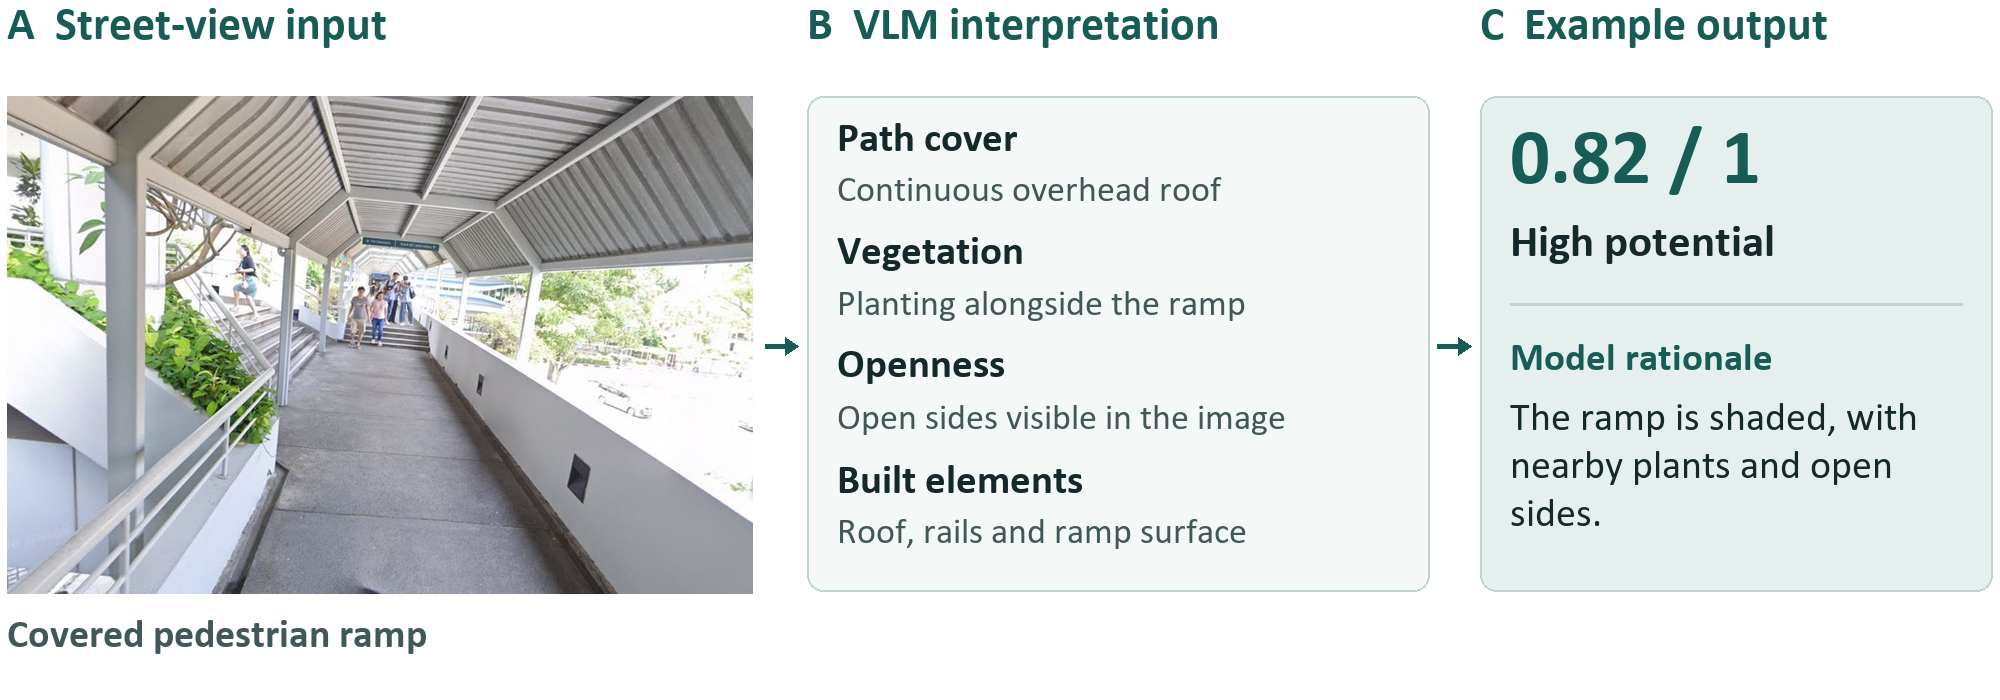 A Street-view input
B VLM interpretation
C Example output
Path cover
Continuous overhead roof
Vegetation
Planting alongside the ramp
Openness
Open sides visible in the image
Built elements
Roof, rails and ramp surface
0.82 / 1
High potential
Model rationale
The ramp is shaded, with
nearby plants and open
sides.
Covered pedestrian ramp